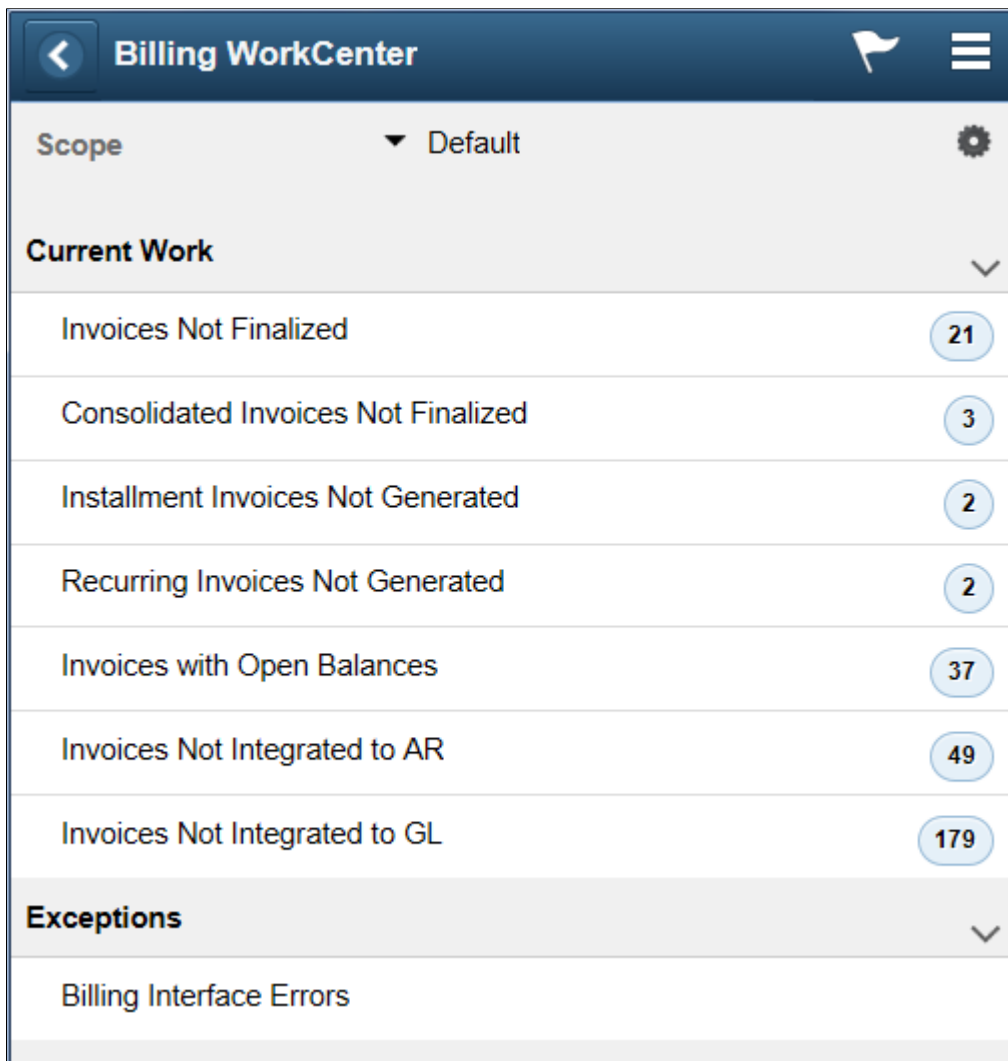 Billing WorkCenter
Scope Default
Current Work
Invoices Not Finalized 21
Consolidated Invoices Not Finalized 3
Installment Invoices Not Generated 2
Recurring Invoices Not Generated 2
Invoices with Open Balances 37
Invoices Not Integrated to AR 49
Invoices Not Integrated to GL 179
Exceptions
Billing Interface Errors